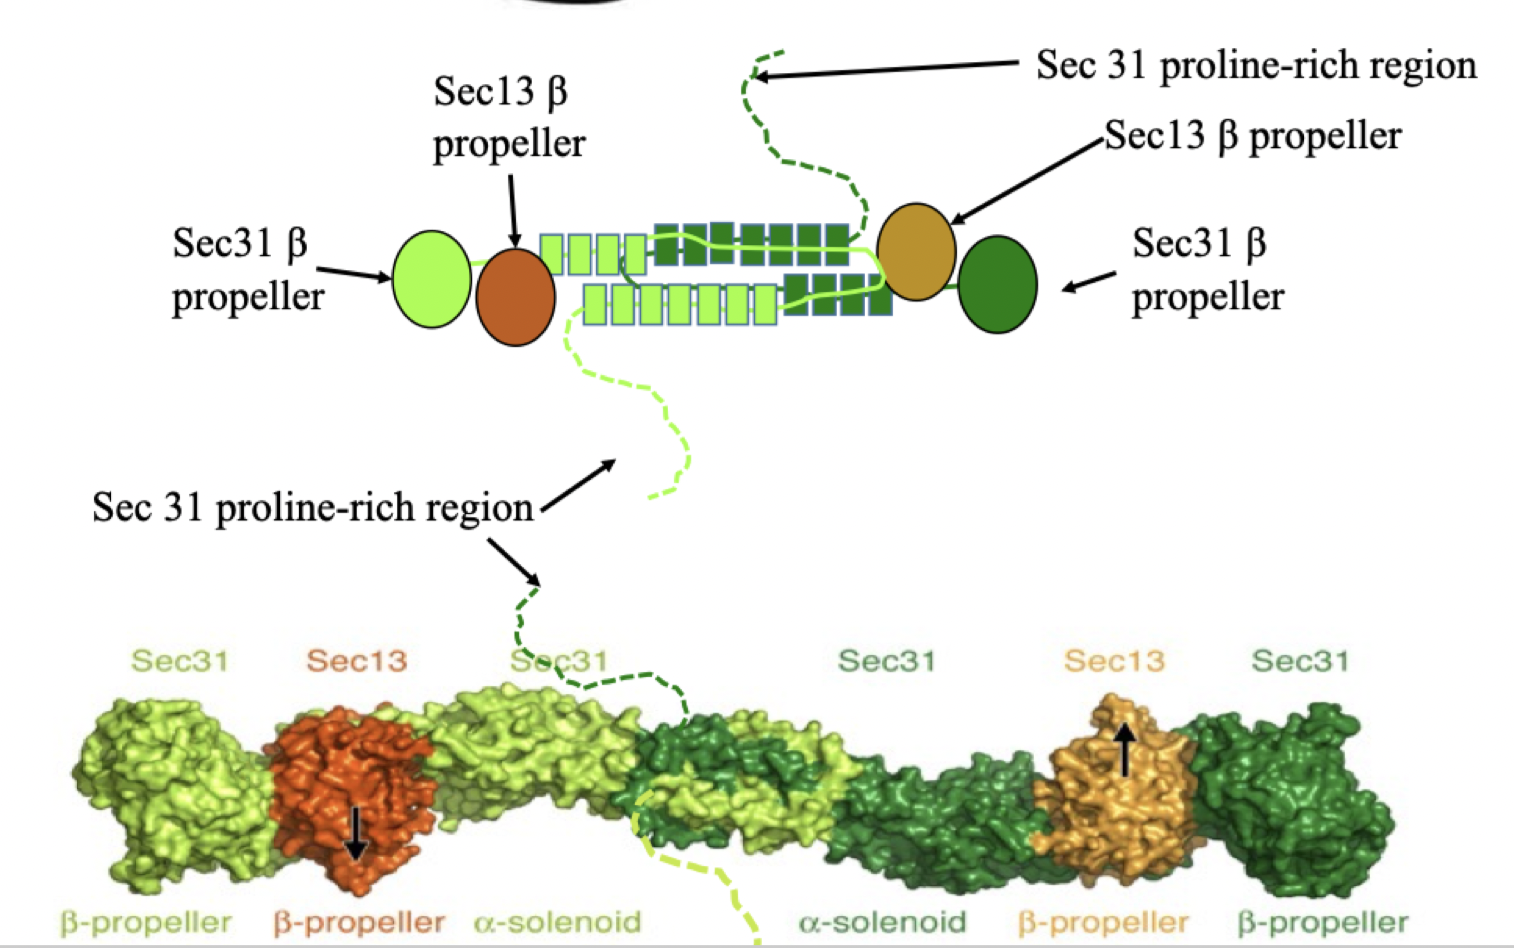 Sec 31 proline-rich region
Sec13 β
propeller
Sec13 β propeller
Sec31 β
propeller
Sec31 β
propeller
Sec 31 proline-rich region
Sec31 Sec13 Sec31 Sec31 Sec13 Sec31
β-propeller β-propeller α-solenoid α-solenoid β-propeller β-propeller